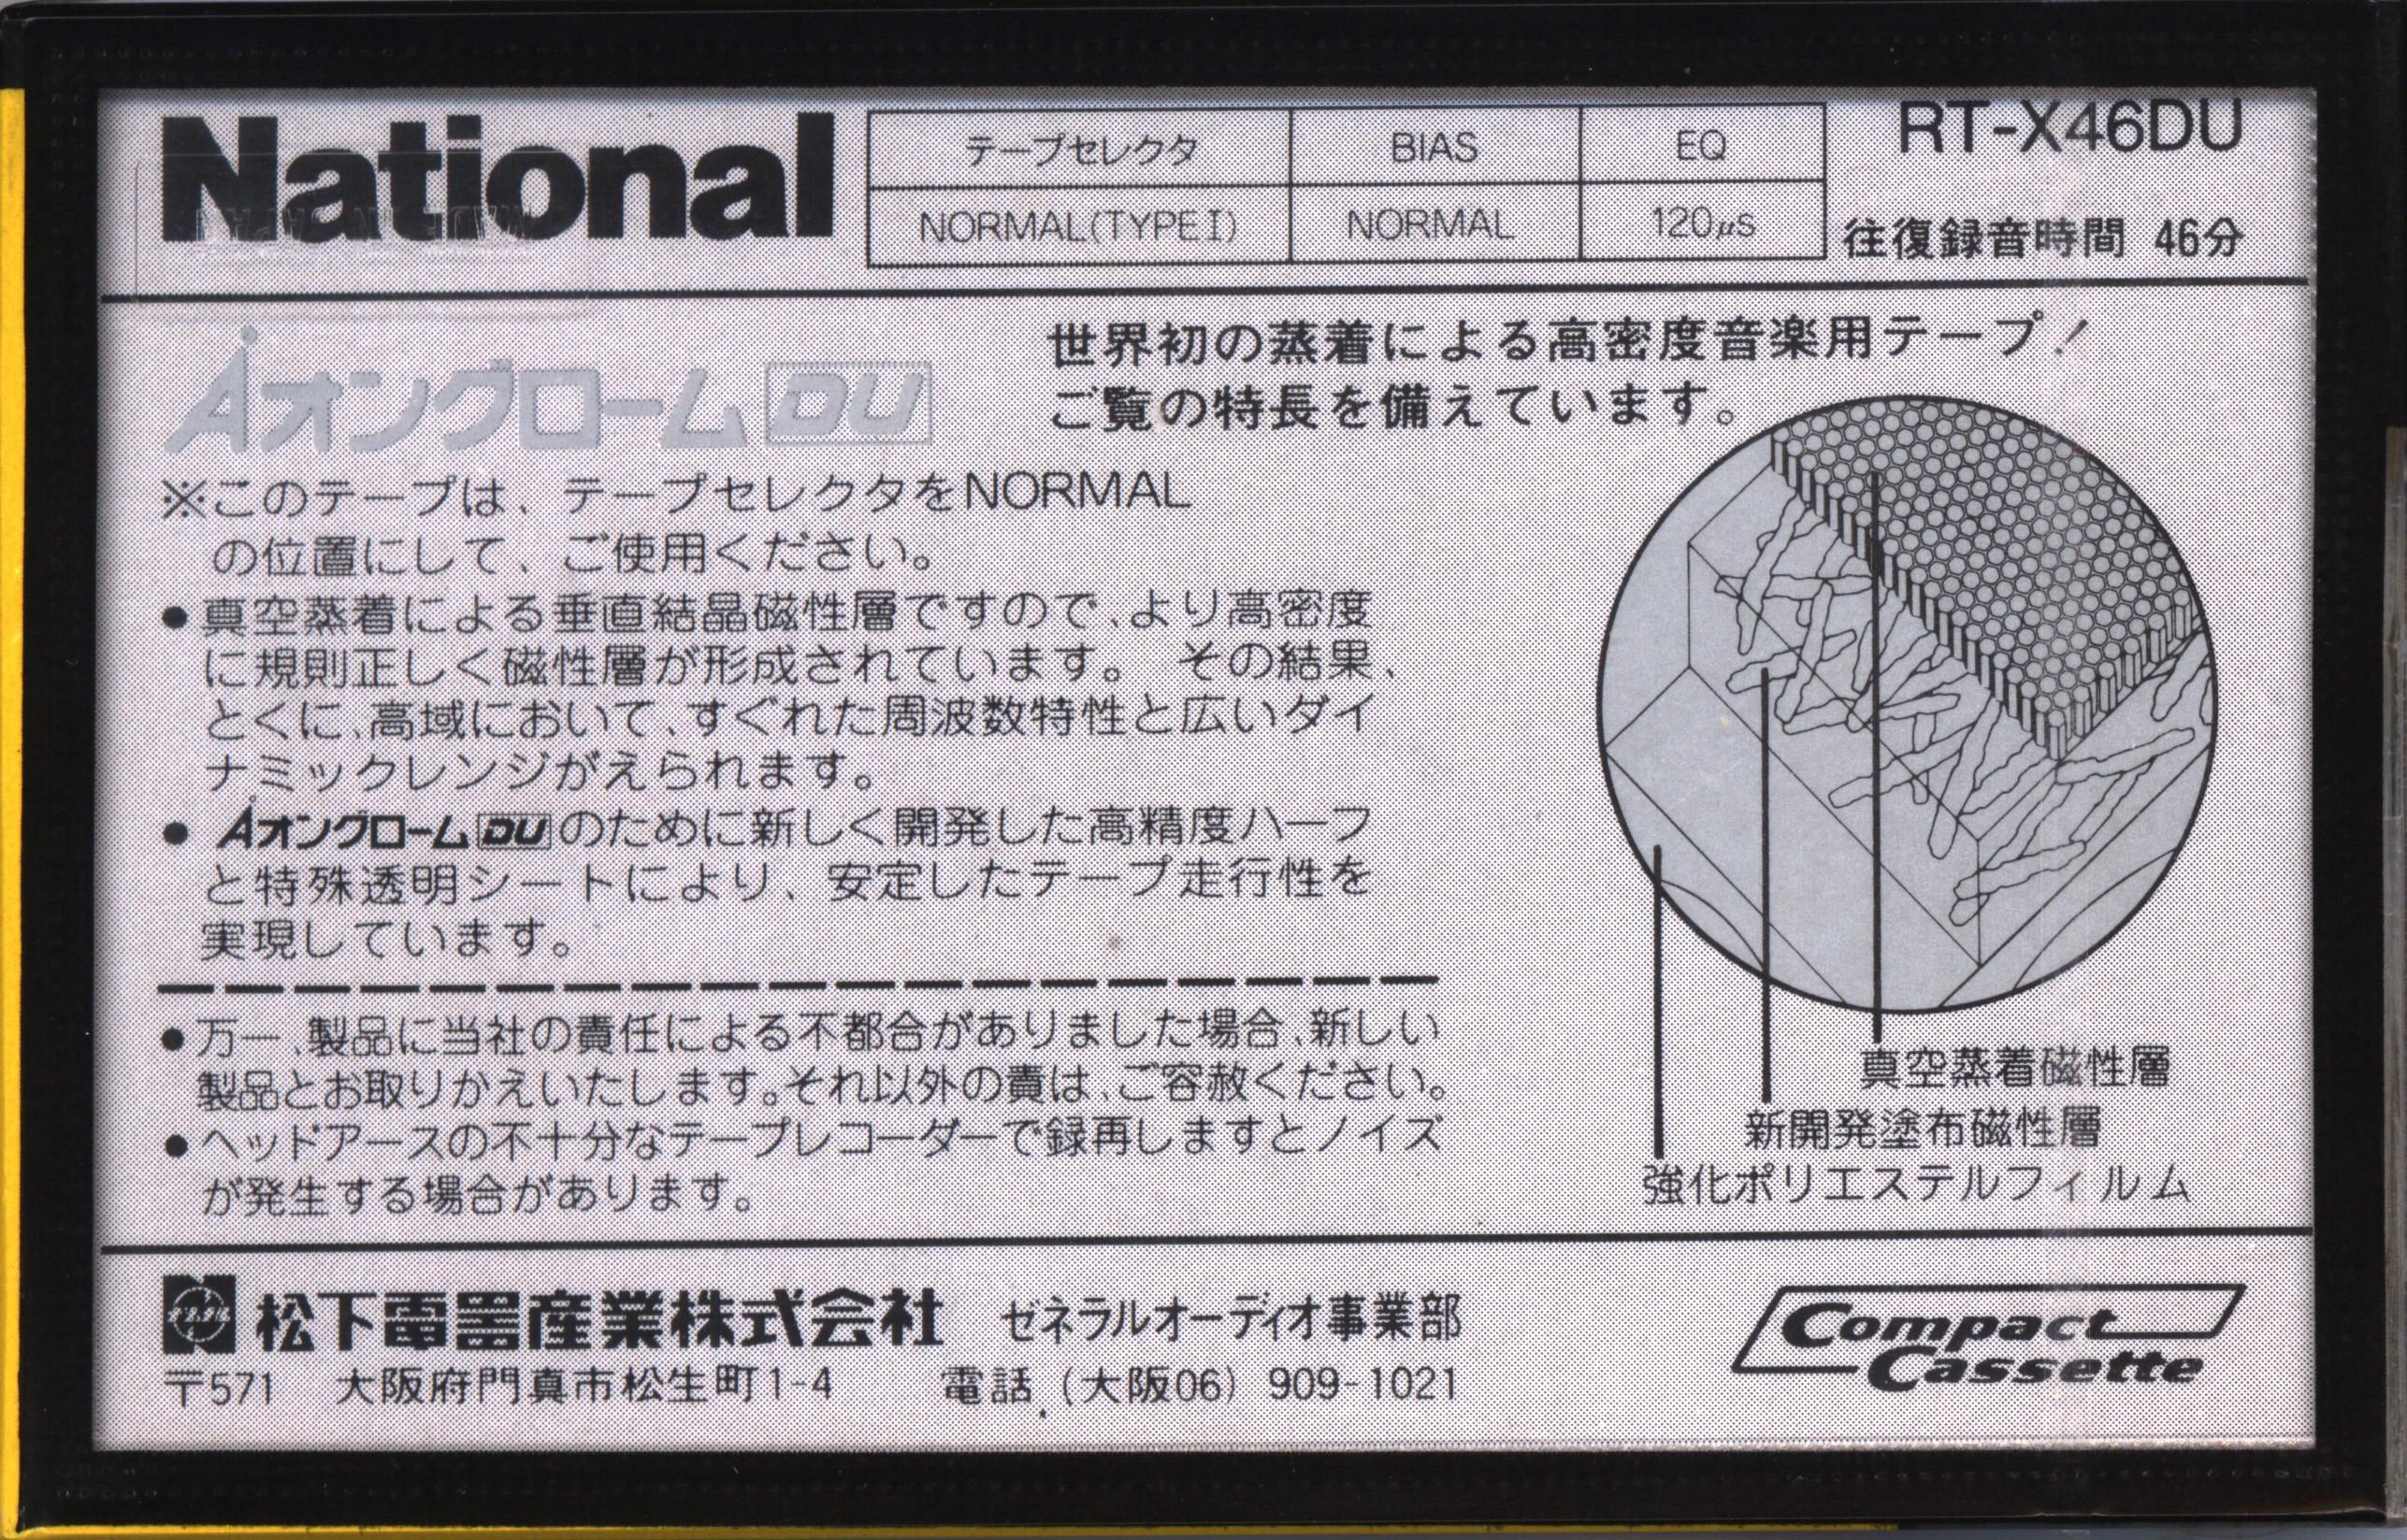 National
テープセレクタ BIAS EQ
NORMAL(TYPEⅠ) NORMAL 120μS
RT-X46DU
往復録音時間 46分
オングローム DU
世界初の蒸着による高密度音楽用テープ!
ご覧の特長を備えています。
※このテープは、テープセレクタをNORMAL
の位置にして、ご使用ください。
●真空蒸着による垂直結晶磁性層ですので、より高密度
に規則正しく磁性層が形成されています。 その結果、
とくに、高域において、すぐれた周波数特性と広いダイ
ナミックレンジがえられます。
● オングローム DU のために新しく開発した高精度ハーフ
と特殊透明シートにより、安定したテープ走行性を
実現しています。
●万一、製品に当社の責任による不都合がありました場合、新しい
製品とお取りかえいたします。それ以外の責は、ご容赦ください。
●ヘッドアースの不十分なテープレコーダーで録再しますとノイズ
が発生する場合があります。
真空蒸着磁性層
新開発塗布磁性層
強化ポリエステルフィルム
松下電器産業株式会社 ゼネラルオーディオ事業部
〒571 大阪府門真市松生町1-4 電話 (大阪06) 909-1021
Compact
Cassette